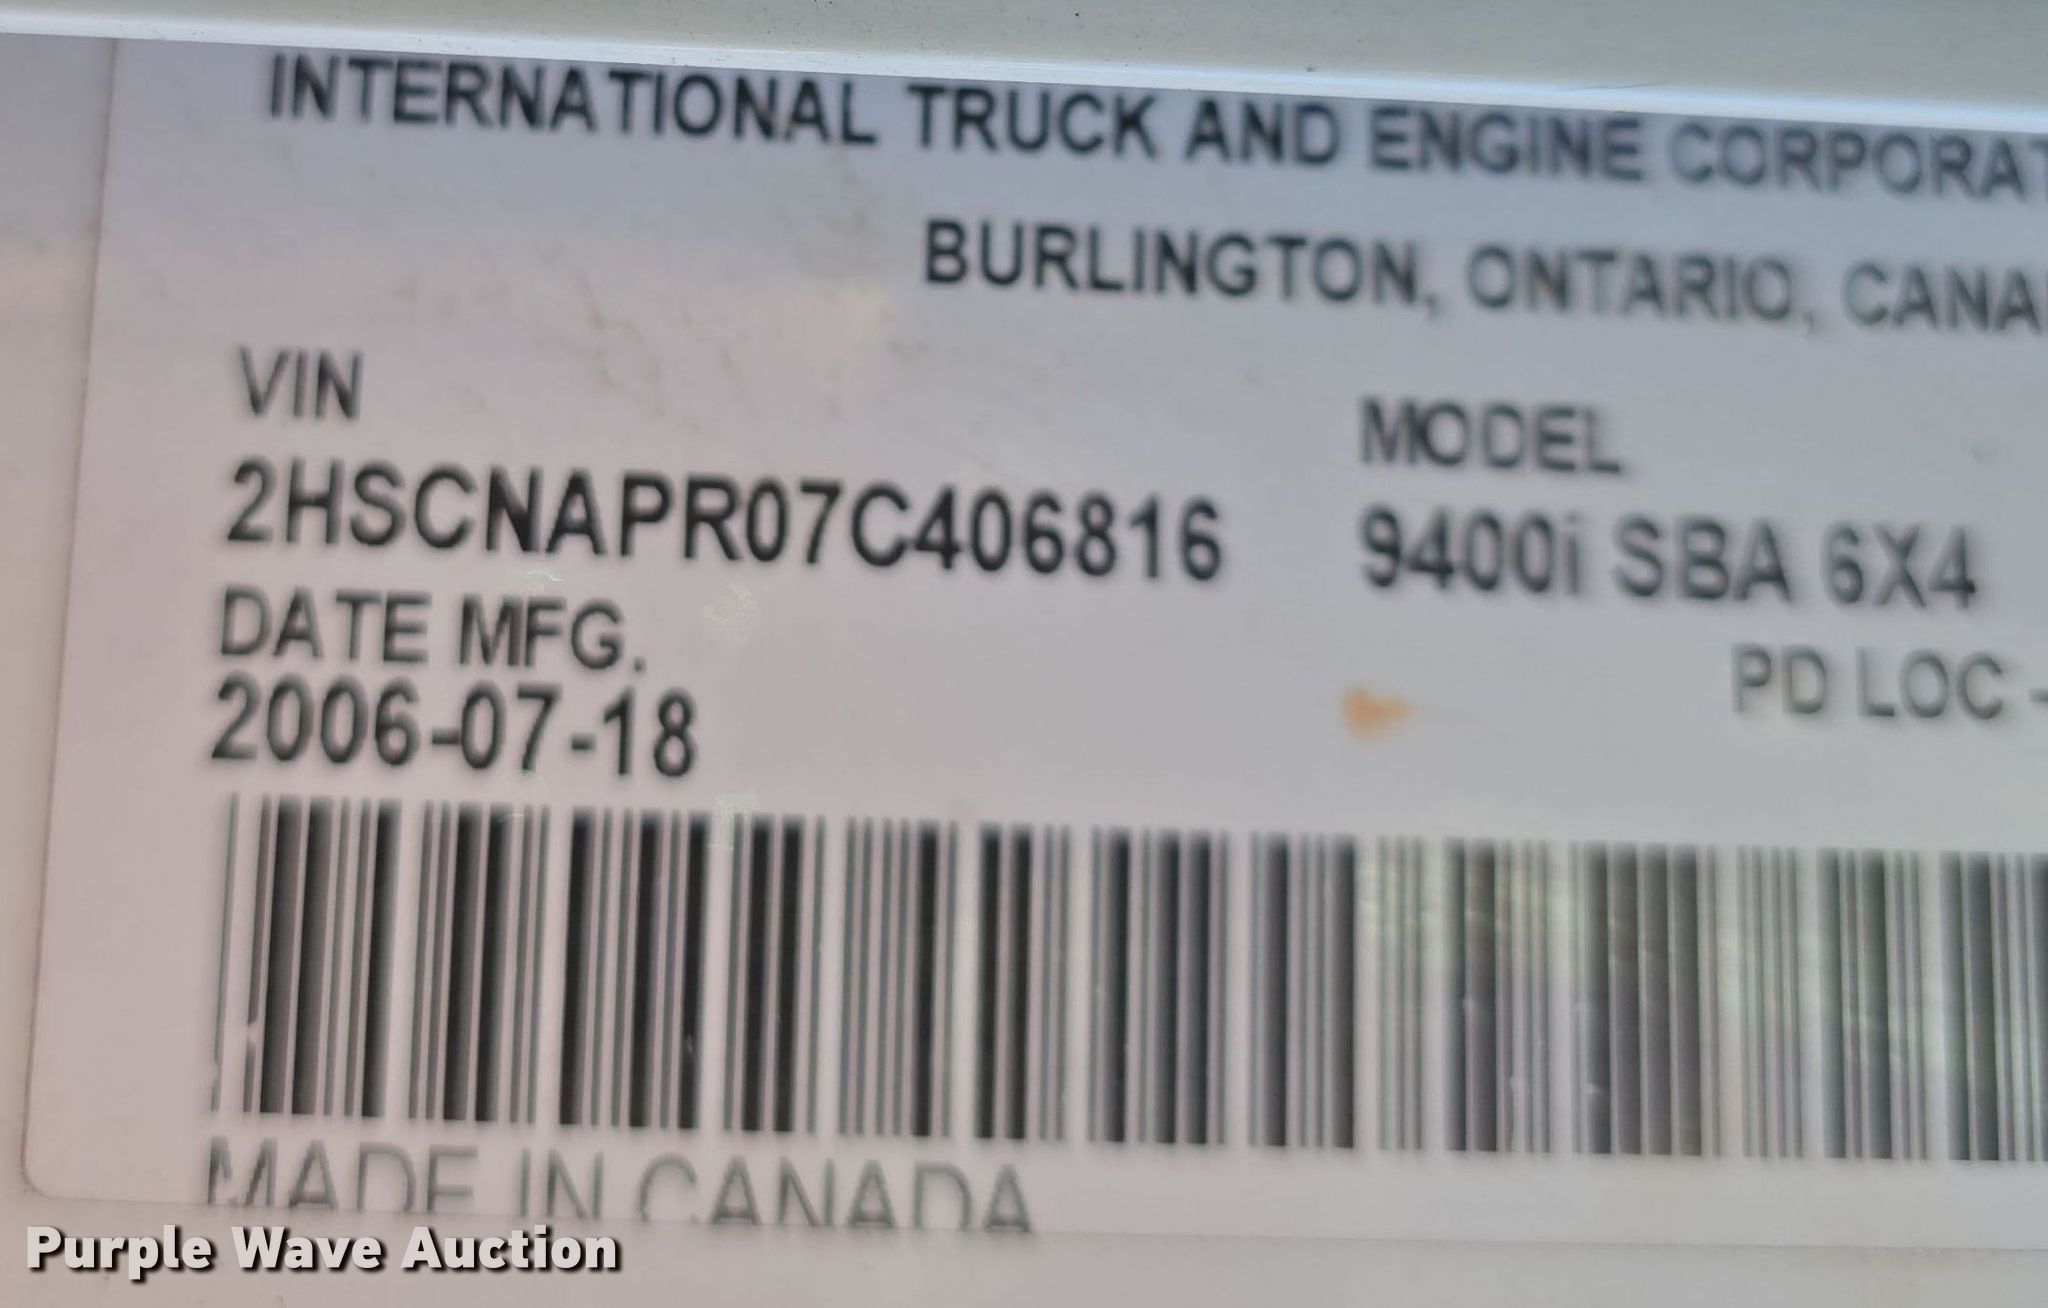 INTERNATIONAL TRUCK AND ENGINE CORPORAT
BURLINGTON, ONTARIO, CANA
VIN
MODEL
2HSCNAPR07C406816
9400i SBA 6X4
DATE MFG.
PD LOC -
2006-07-18
MADE IN CANADA
Purple Wave Auction